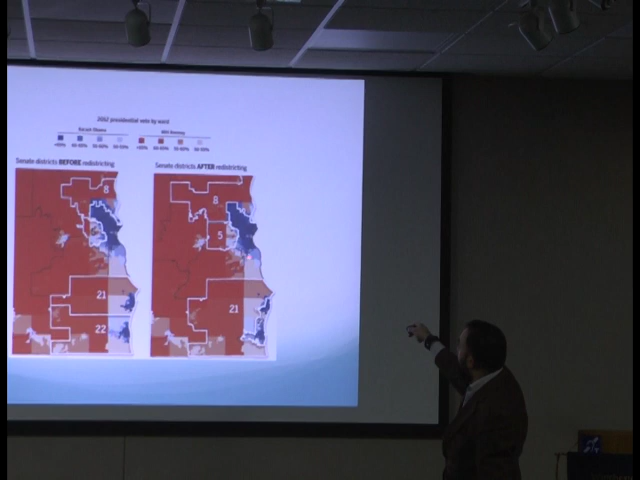 2012 presidential vote by ward
Barack Obama
Mitt Romney
Senate districts BEFORE redistricting
Senate districts AFTER redistricting
8
8
5
21
21
22